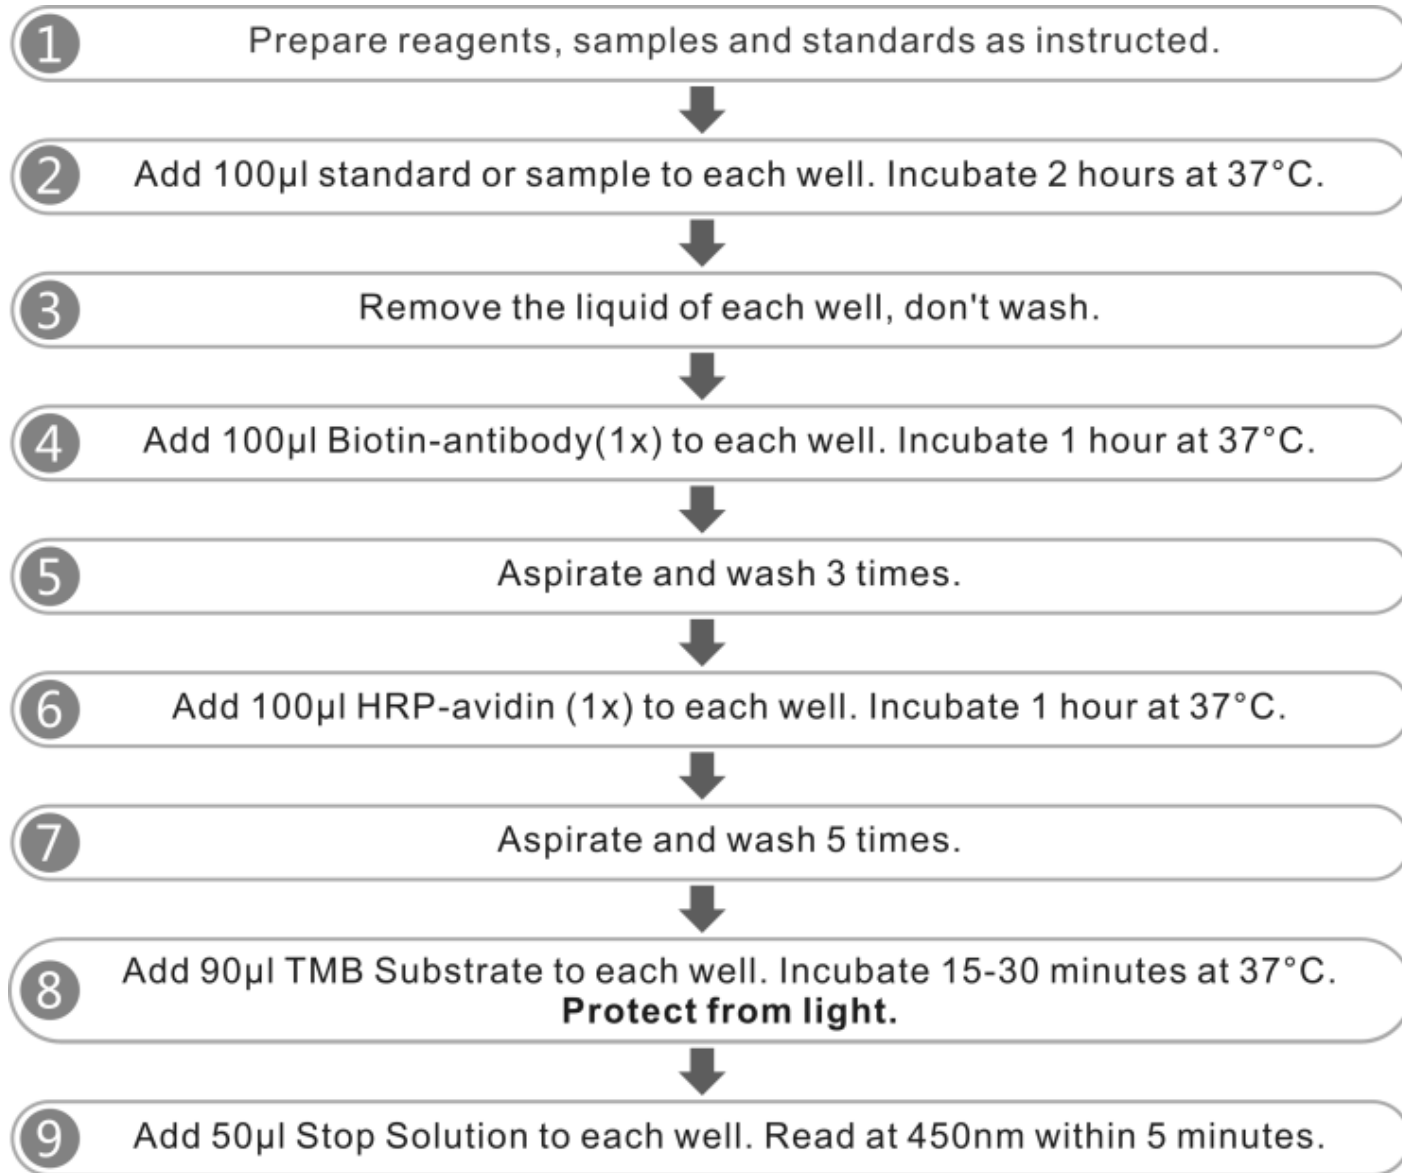 1
Prepare reagents, samples and standards as instructed.
2
Add 100µl standard or sample to each well. Incubate 2 hours at 37°C.
3
Remove the liquid of each well, don't wash.
4
Add 100µl Biotin-antibody(1x) to each well. Incubate 1 hour at 37°C.
5
Aspirate and wash 3 times.
6
Add 100µl HRP-avidin (1x) to each well. Incubate 1 hour at 37°C.
7
Aspirate and wash 5 times.
8
Add 90µl TMB Substrate to each well. Incubate 15-30 minutes at 37°C.
Protect from light.
9
Add 50µl Stop Solution to each well. Read at 450nm within 5 minutes.